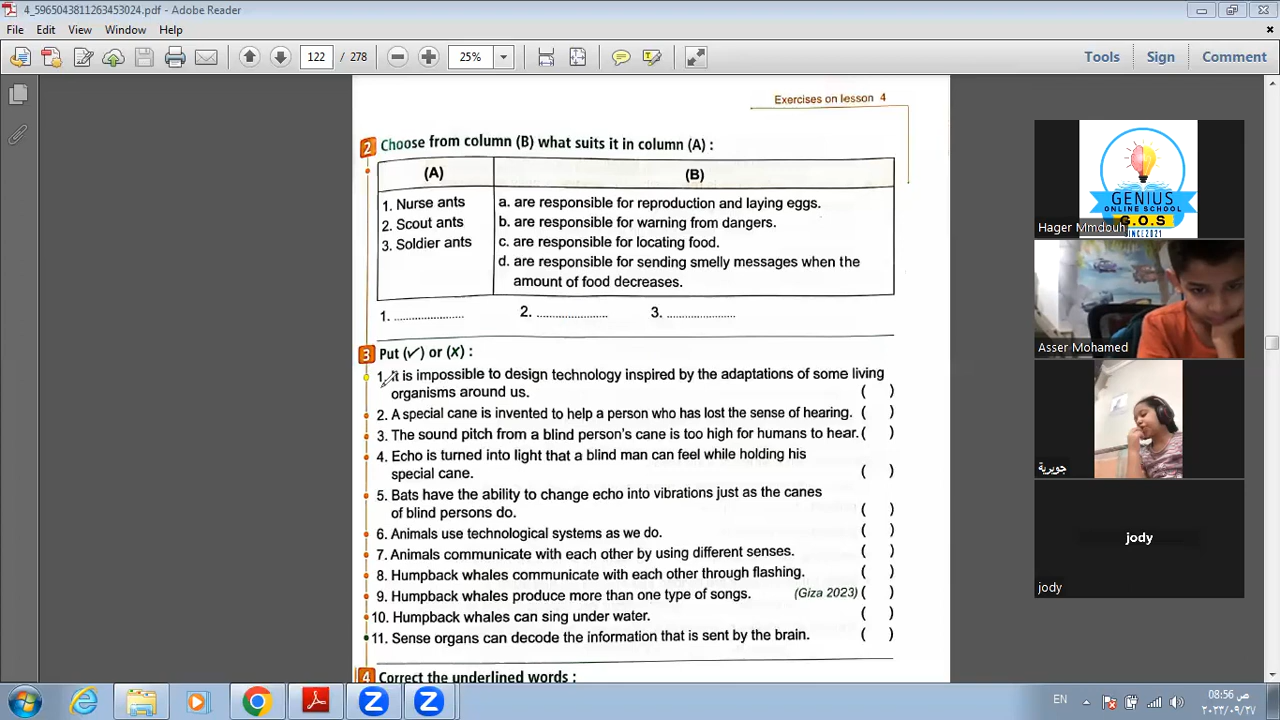 4_5965043811263453024.pdf - Adobe Reader
File Edit View Window Help
122 / 278 25% Tools Sign Comment
Exercises on lesson 4
2 Choose from column (B) what suits it in column (A) :
(A) (B)
1. Nurse ants a. are responsible for reproduction and laying eggs.
2. Scout ants b. are responsible for warning from dangers.
3. Soldier ants c. are responsible for locating food.
d. are responsible for sending smelly messages when the
amount of food decreases.
1. ...................... 2. ...................... 3. ......................
3 Put (✓) or (x) :
1. It is impossible to design technology inspired by the adaptations of some living
organisms around us. ( )
2. A special cane is invented to help a person who has lost the sense of hearing. ( )
3. The sound pitch from a blind person's cane is too high for humans to hear. ( )
4. Echo is turned into light that a blind man can feel while holding his
special cane. ( )
5. Bats have the ability to change echo into vibrations just as the canes
of blind persons do. ( )
6. Animals use technological systems as we do. ( )
7. Animals communicate with each other by using different senses. ( )
8. Humpback whales communicate with each other through flashing. ( )
9. Humpback whales produce more than one type of songs. (Giza 2023) ( )
10. Humpback whales can sing under water. ( )
11. Sense organs can decode the information that is sent by the brain. ( )
4 Correct the underlined words :
GENIUS
ONLINE SCHOOL
G.O.S
SINCE 2021
Hager Mmdouh
Asser Mohamed
جويرية
jody
jody
EN
08:56 ص
٢٠٢٣/٠٩/٢٧